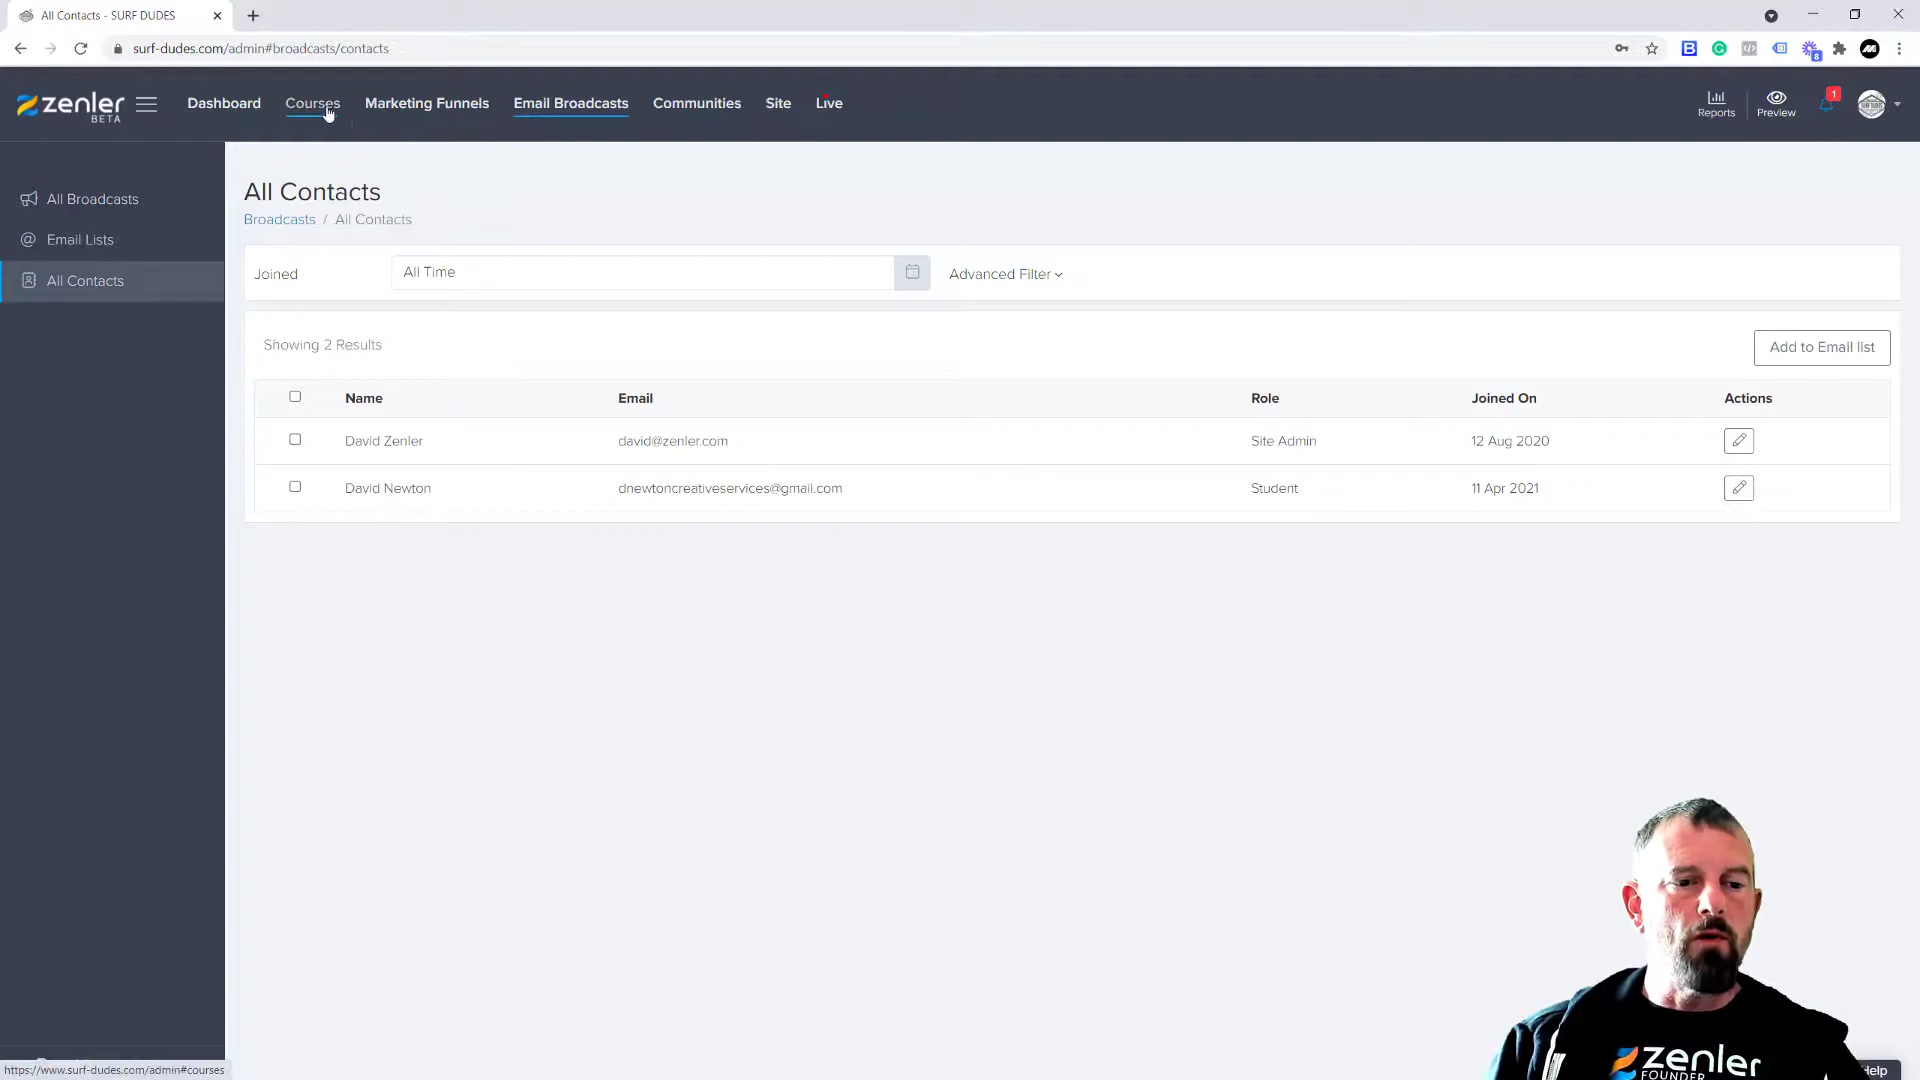 All Contacts - SURF DUDES
surf-dudes.com/admin#broadcasts/contacts
8
zenler
BETA
Dashboard
Courses
Marketing Funnels
Email Broadcasts
Communities
Site
Live
Reports
Preview
1
All Broadcasts
Email Lists
All Contacts
All Contacts
Broadcasts / All Contacts
Joined
All Time
Advanced Filter
Showing 2 Results
Add to Email list
Name Email Role Joined On Actions
David Zenler david@zenler.com Site Admin 12 Aug 2020
David Newton dnewtoncreativeservices@gmail.com Student 11 Apr 2021
zenler
FOUNDER
Help
https://www.surf-dudes.com/admin#courses